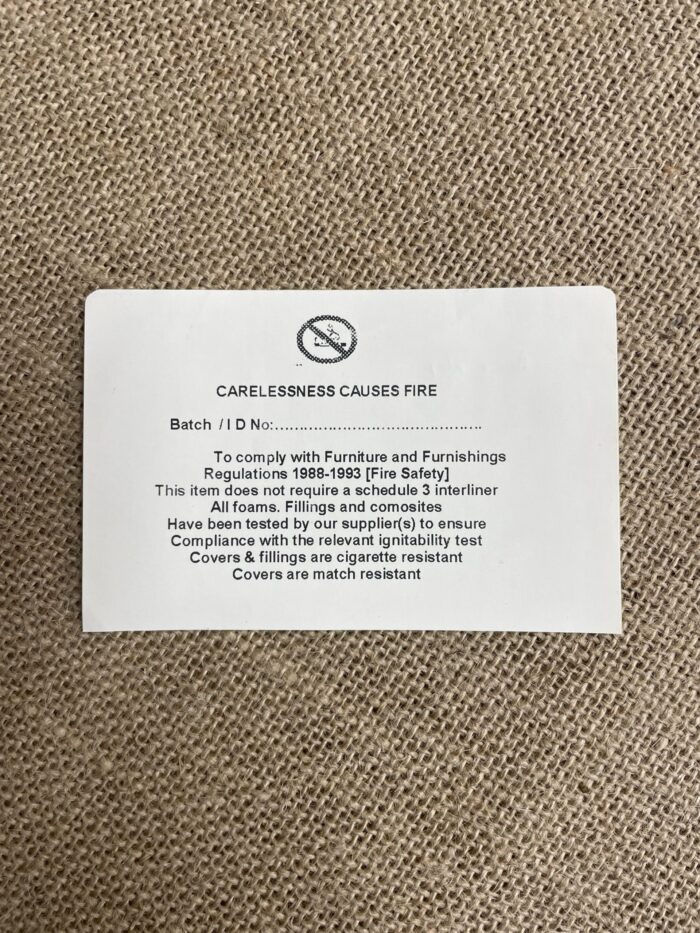 CARELESSNESS CAUSES FIRE
Batch / I D No:..........................................
To comply with Furniture and Furnishings
Regulations 1988-1993 [Fire Safety]
This item does not require a schedule 3 interliner
All foams. Fillings and comosites
Have been tested by our supplier(s) to ensure
Compliance with the relevant ignitability test
Covers & fillings are cigarette resistant
Covers are match resistant